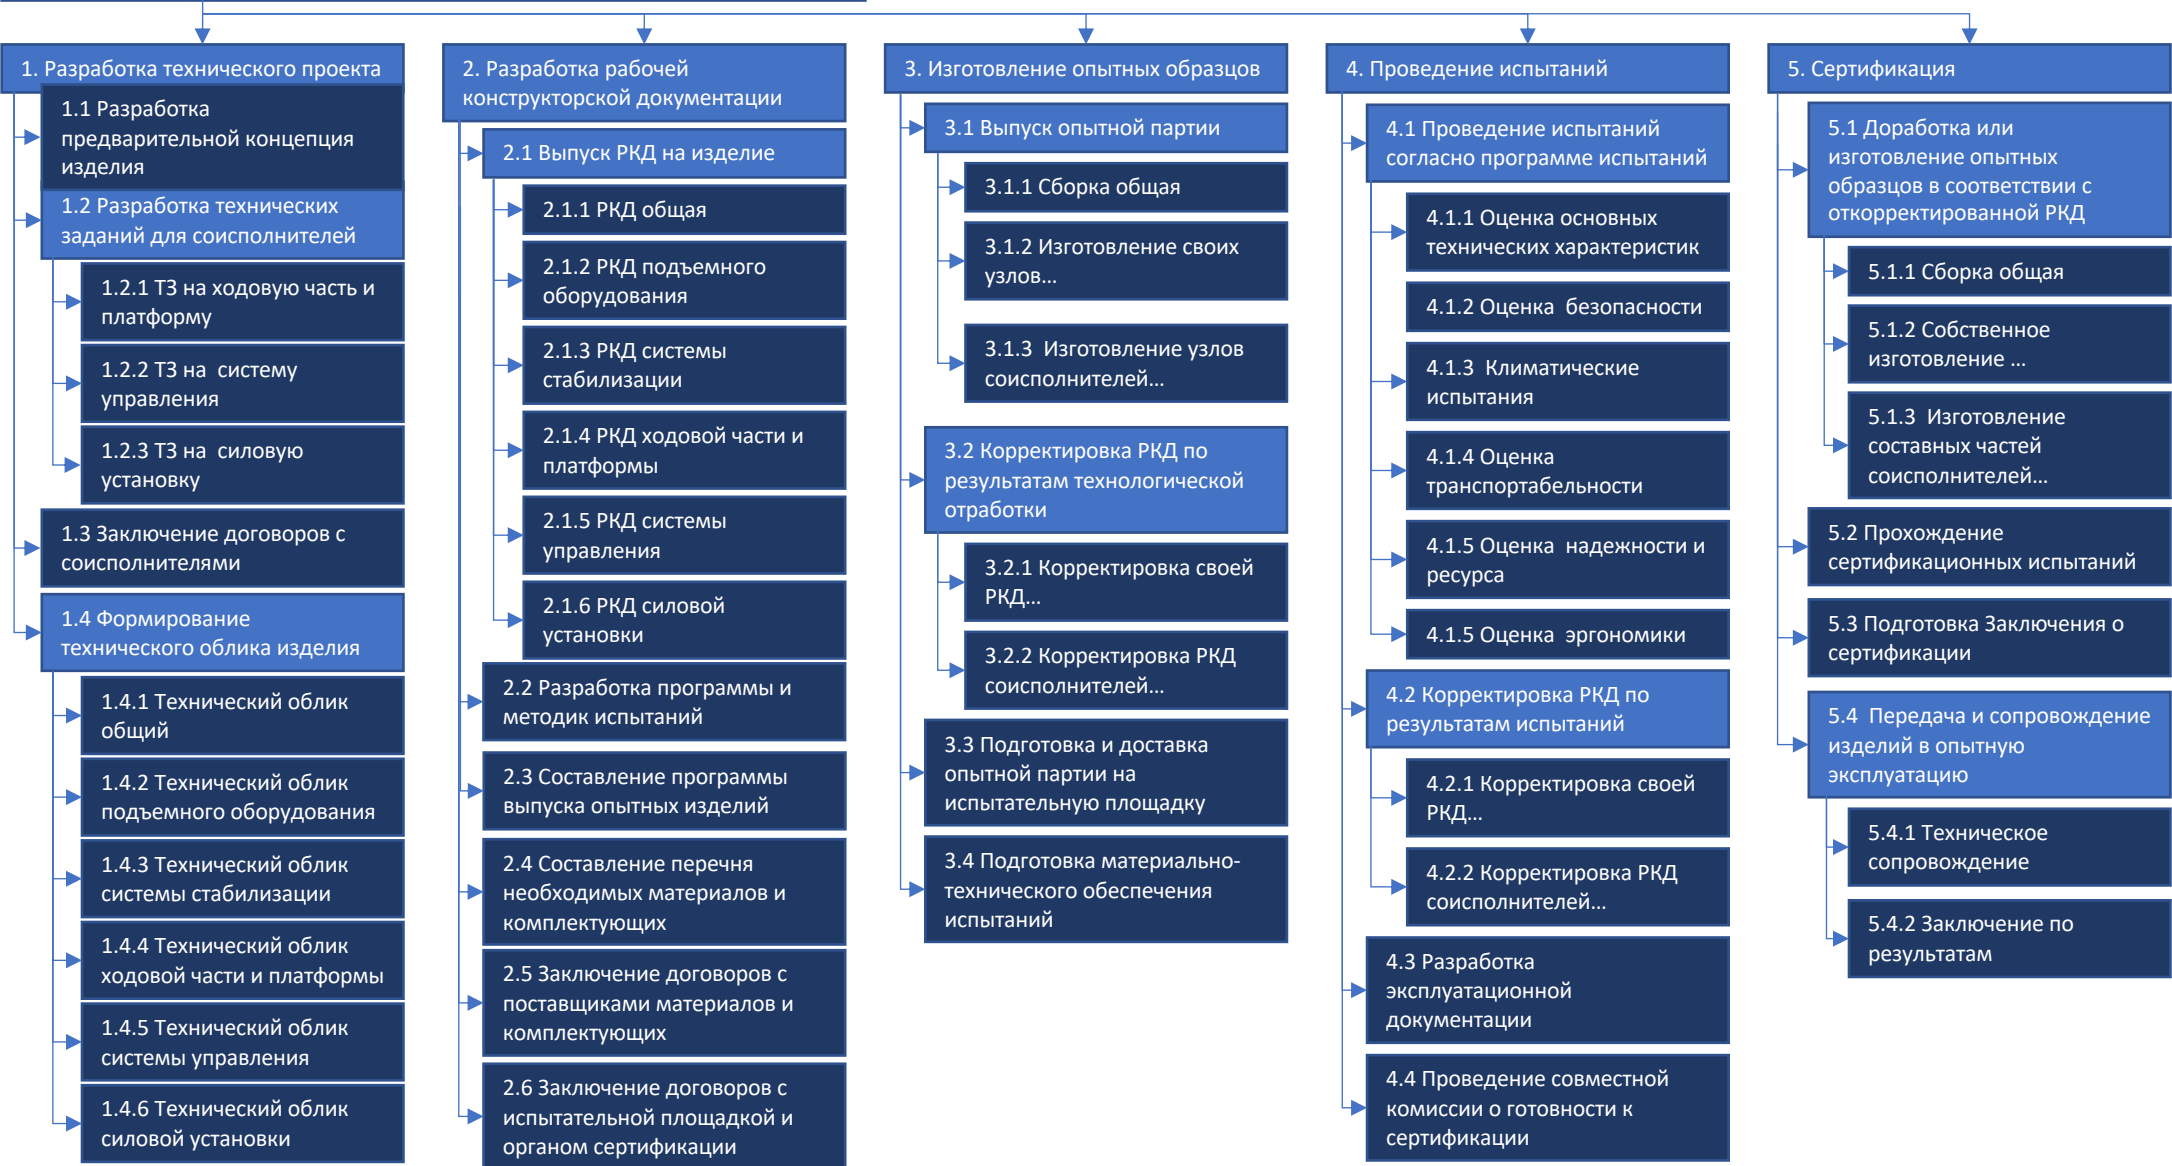 1. Разработка технического проекта
1.1 Разработка
предварительной концепция
изделия
1.2 Разработка технических
заданий для соисполнителей
1.2.1 ТЗ на ходовую часть и
платформу
1.2.2 ТЗ на  систему
управления
1.2.3 ТЗ на  силовую
установку
1.3 Заключение договоров с
соисполнителями
1.4 Формирование
технического облика изделия
1.4.1 Технический облик
общий
1.4.2 Технический облик
подъемного оборудования
1.4.3 Технический облик
системы стабилизации
1.4.4 Технический облик
ходовой части и платформы
1.4.5 Технический облик
системы управления
1.4.6 Технический облик
силовой установки
2. Разработка рабочей
конструкторской документации
2.1 Выпуск РКД на изделие
2.1.1 РКД общая
2.1.2 РКД подъемного
оборудования
2.1.3 РКД системы
стабилизации
2.1.4 РКД ходовой части и
платформы
2.1.5 РКД системы
управления
2.1.6 РКД силовой
установки
2.2 Разработка программы и
методик испытаний
2.3 Составление программы
выпуска опытных изделий
2.4 Составление перечня
необходимых материалов и
комплектующих
2.5 Заключение договоров с
поставщиками материалов и
комплектующих
2.6 Заключение договоров с
испытательной площадкой и
органом сертификации
3. Изготовление опытных образцов
3.1 Выпуск опытной партии
3.1.1 Сборка общая
3.1.2 Изготовление своих
узлов...
3.1.3  Изготовление узлов
соисполнителей...
3.2 Корректировка РКД по
результатам технологической
отработки
3.2.1 Корректировка своей
РКД...
3.2.2 Корректировка РКД
соисполнителей...
3.3 Подготовка и доставка
опытной партии на
испытательную площадку
3.4 Подготовка материально-
технического обеспечения
испытаний
4. Проведение испытаний
4.1 Проведение испытаний
согласно программе испытаний
4.1.1 Оценка основных
технических характеристик
4.1.2 Оценка  безопасности
4.1.3  Климатические
испытания
4.1.4 Оценка
транспортабельности
4.1.5 Оценка  надежности и
ресурса
4.1.5 Оценка  эргономики
4.2 Корректировка РКД по
результатам испытаний
4.2.1 Корректировка своей
РКД...
4.2.2 Корректировка РКД
соисполнителей...
4.3 Разработка
эксплуатационной
документации
4.4 Проведение совместной
комиссии о готовности к
сертификации
5. Сертификация
5.1 Доработка или
изготовление опытных
образцов в соответствии с
откорректированной РКД
5.1.1 Сборка общая
5.1.2 Собственное
изготовление ...
5.1.3  Изготовление
составных частей
соисполнителей...
5.2 Прохождение
сертификационных испытаний
5.3 Подготовка Заключения о
сертификации
5.4  Передача и сопровождение
изделий в опытную
эксплуатацию
5.4.1 Техническое
сопровождение
5.4.2 Заключение по
результатам